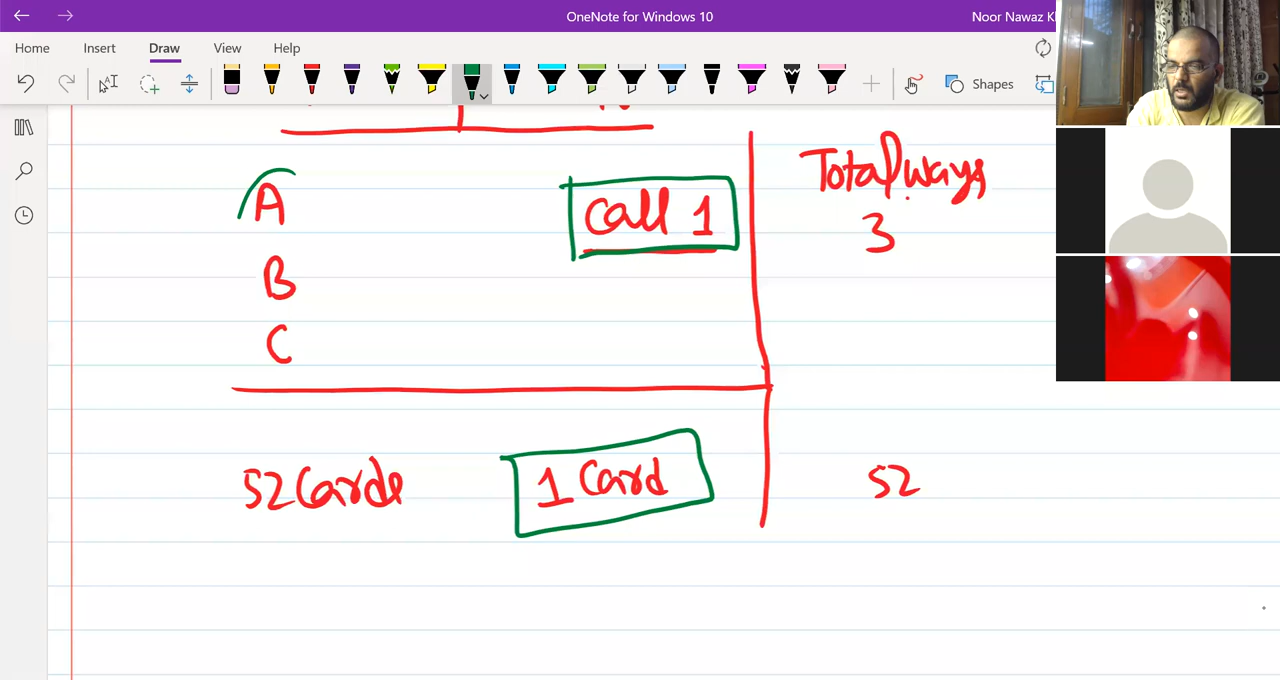 OneNote for Windows 10
Noor Nawaz K
Home Insert Draw View Help
Shapes
A
Call 1
Total ways
3
B
C
52 Cards
1 Card
52